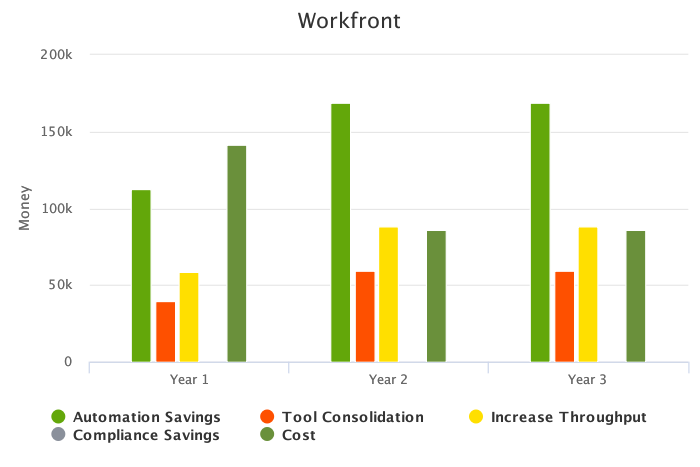 Workfront
200k
150k
100k
50k
0
Money
Year 1 Year 2 Year 3
Automation Savings Tool Consolidation Increase Throughput
Compliance Savings Cost